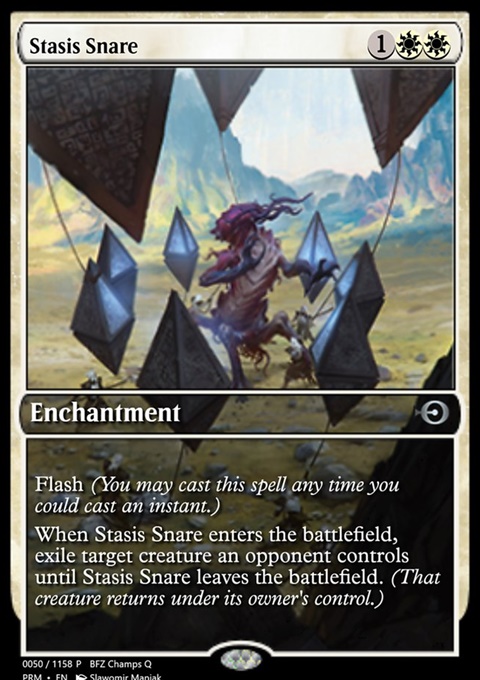 Stasis Snare
1
Enchantment
Flash (You may cast this spell any time you
could cast an instant.)
When Stasis Snare enters the battlefield,
exile target creature an opponent controls
until Stasis Snare leaves the battlefield. (That
creature returns under its owner's control.)
0050 / 1158 P BFZ Champs Q
PRM • EN Slawomir Maniak